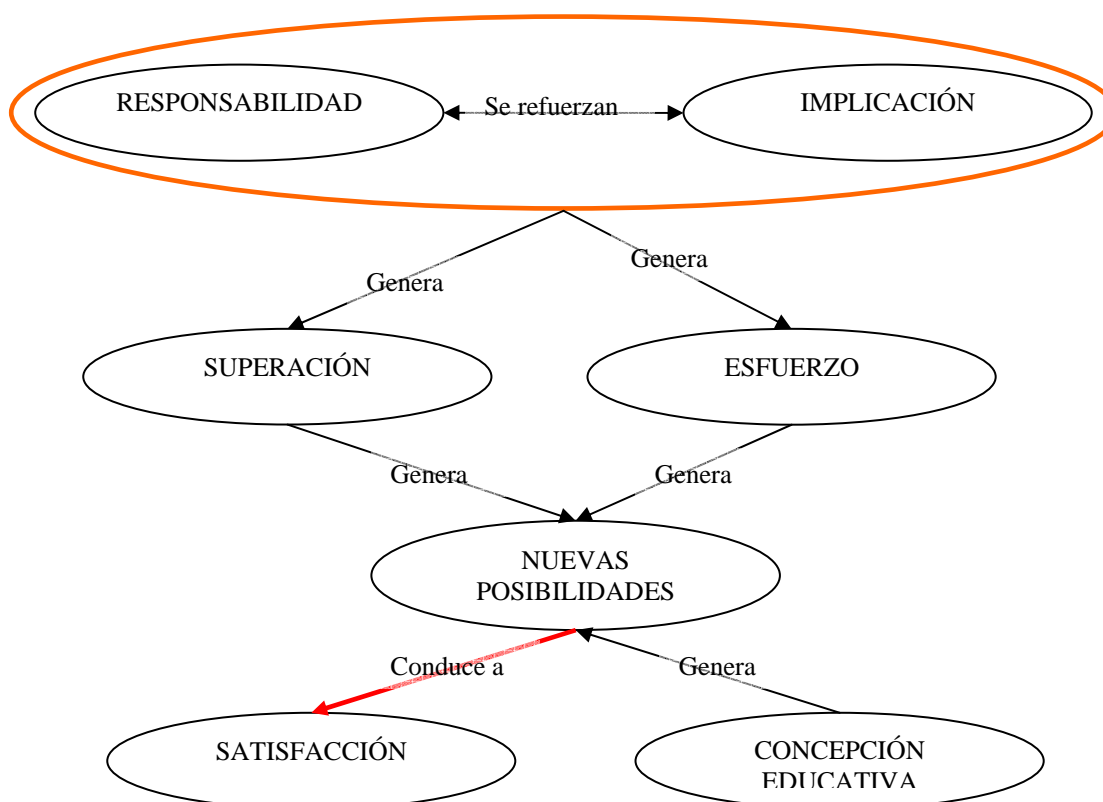 RESPONSABILIDAD
Se refuerzan
IMPLICACIÓN
Genera
Genera
SUPERACIÓN
ESFUERZO
Genera
Genera
NUEVAS
POSIBILIDADES
Conduce a
Genera
SATISFACCIÓN
CONCEPCIÓN
EDUCATIVA